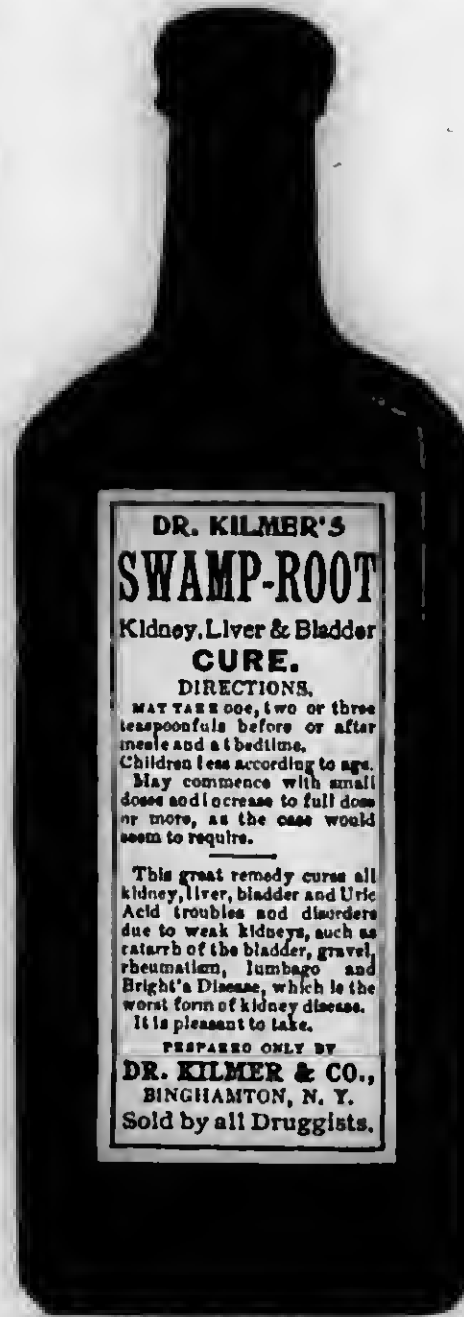 DR. KILMER'S
SWAMP-ROOT
Kidney, Liver & Bladder
CURE.
DIRECTIONS.
MAY TAKE one, two or three
teaspoonfuls before or after
meals and at bedtime.
Children less according to age.
May commence with small
doses and increase to full dose
or more, as the case would
seem to require.
This great remedy cures all
kidney, liver, bladder and Uric
Acid troubles and disorders
due to weak kidneys, such as
catarrh of the bladder, gravel,
rheumatism, lumbago and
Bright's Disease, which is the
worst form of kidney disease.
It is pleasant to take.
PREPARED ONLY BY
DR. KILMER & CO.,
BINGHAMTON, N. Y.
Sold by all Druggists.